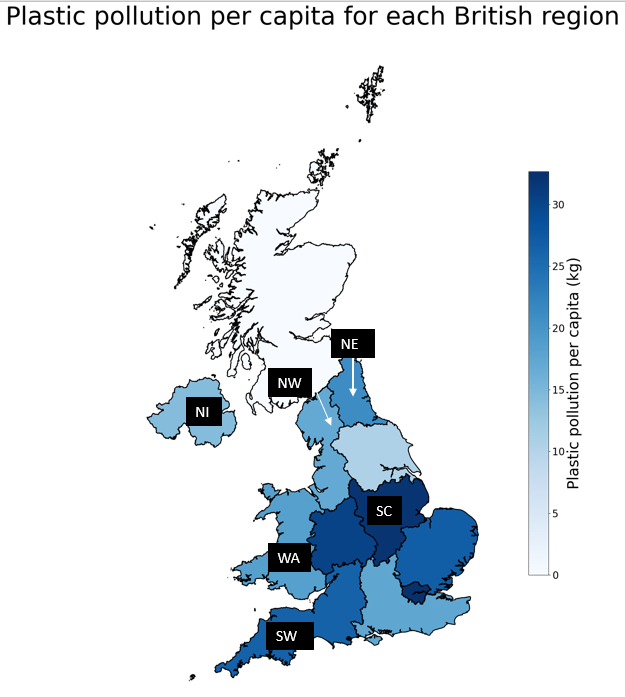 Plastic pollution per capita for each British region
30
25
20
15
10
5
0
Plastic pollution per capita (kg)
NE
NW
NI
SC
WA
SW